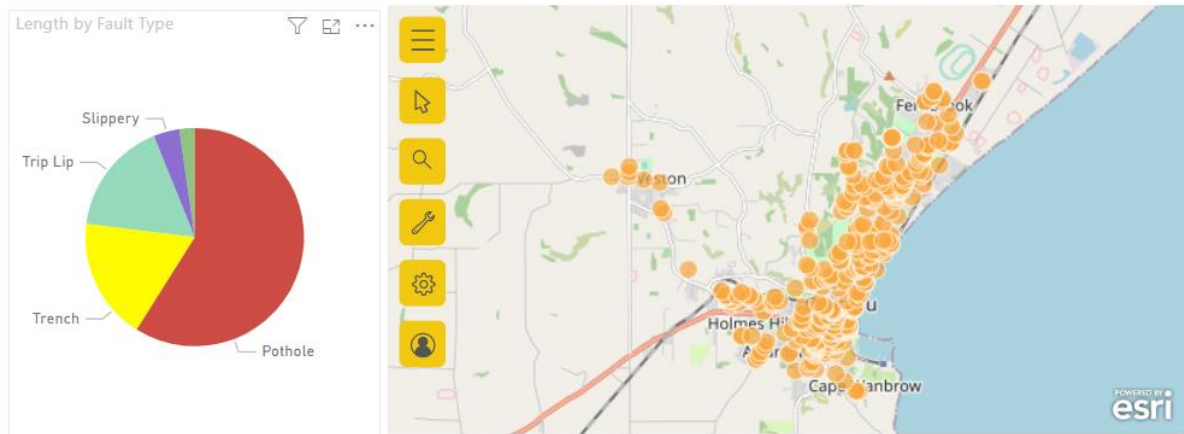 Length by Fault Type
Slippery
Trip Lip
Trench
Pothole
Weston
Holmes Hill
Cape Wanbrow
POWERED BY
esri